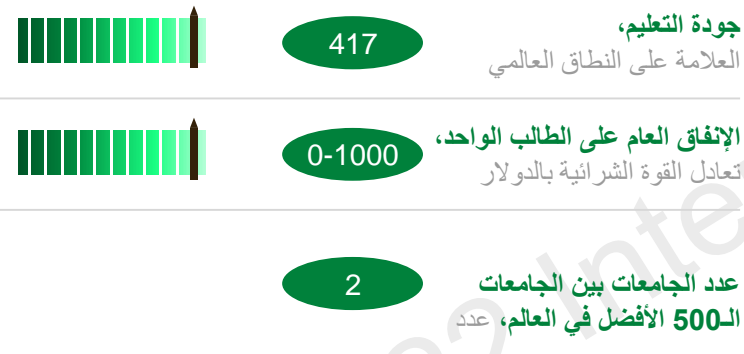 جودة التعليم،
العلامة على النطاق العالمي
417
الإنفاق العام على الطالب الواحد،
تعادل القوة الشرائية بالدولار
0-1000
عدد الجامعات بين الجامعات
الـ500 الأفضل في العالم، عدد
2